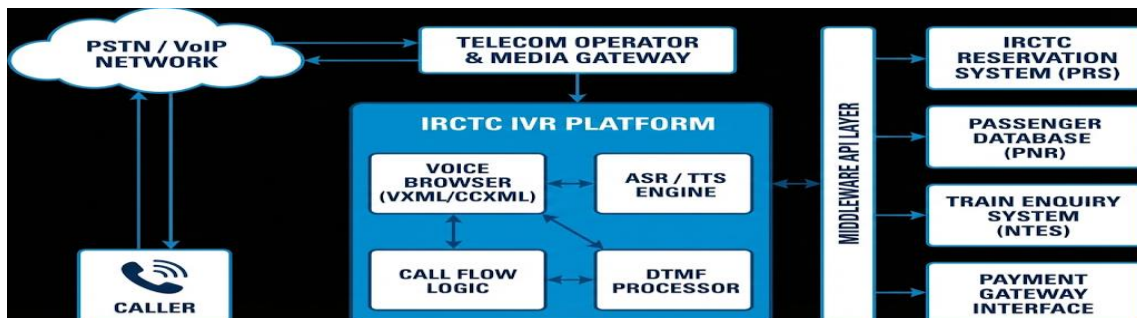 PSTN / VoIP
NETWORK
TELECOM OPERATOR
& MEDIA GATEWAY
IRCTC IVR PLATFORM
VOICE
BROWSER
(VXML/CCXML)
ASR / TTS
ENGINE
CALL FLOW
LOGIC
DTMF
PROCESSOR
CALLER
MIDDLEWARE API LAYER
IRCTC
RESERVATION
SYSTEM (PRS)
PASSENGER
DATABASE
(PNR)
TRAIN ENQUIRY
SYSTEM
(NTES)
PAYMENT
GATEWAY
INTERFACE